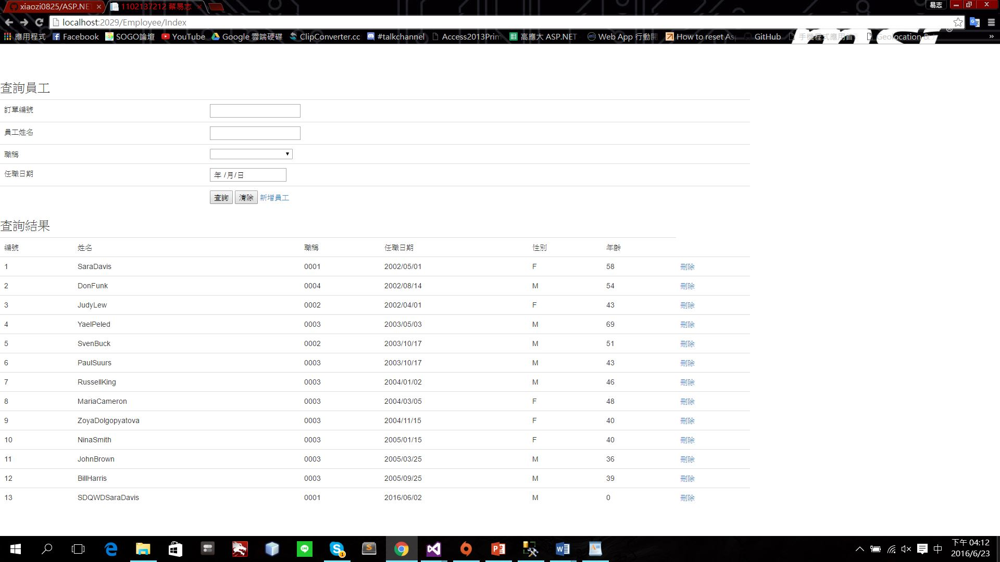 xiaozi0825/ASP.NE
1102137212 蔡易志
易志
localhost:2029/Employee/Index
應用程式 Facebook SOGO論壇 YouTube Google 雲端硬碟 ClipConverter.cc #talkchannel Access2013Prim 高應大 ASP.NET Web App 行動 How to reset As GitHub 手機程式應用 Geolocation & »
查詢員工
訂單編號
員工姓名
職稱
任職日期 年 /月/日
查詢 清除 新增員工
查詢結果
編號 姓名 職稱 任職日期 性別 年齡
1 SaraDavis 0001 2002/05/01 F 58 刪除
2 DonFunk 0004 2002/08/14 M 54 刪除
3 JudyLew 0002 2002/04/01 F 43 刪除
4 YaelPeled 0003 2003/05/03 M 69 刪除
5 SvenBuck 0002 2003/10/17 M 51 刪除
6 PaulSuurs 0003 2003/10/17 M 43 刪除
7 RussellKing 0003 2004/01/02 M 46 刪除
8 MariaCameron 0003 2004/03/05 F 48 刪除
9 ZoyaDolgopyatova 0003 2004/11/15 F 40 刪除
10 NinaSmith 0003 2005/01/15 F 40 刪除
11 JohnBrown 0003 2005/03/25 M 36 刪除
12 BillHarris 0003 2005/09/25 M 39 刪除
13 SDQWDSaraDavis 0001 2016/06/02 M 0 刪除
中
下午 04:12
2016/6/23